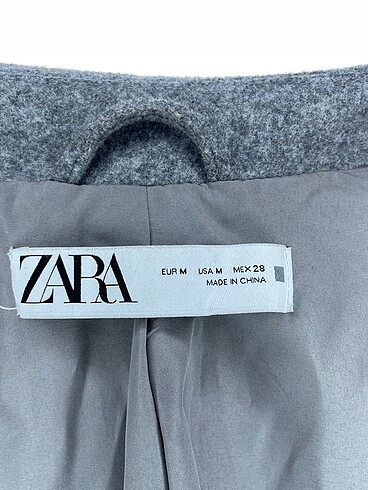 ZARA
EUR M USA M MEX 28
MADE IN CHINA